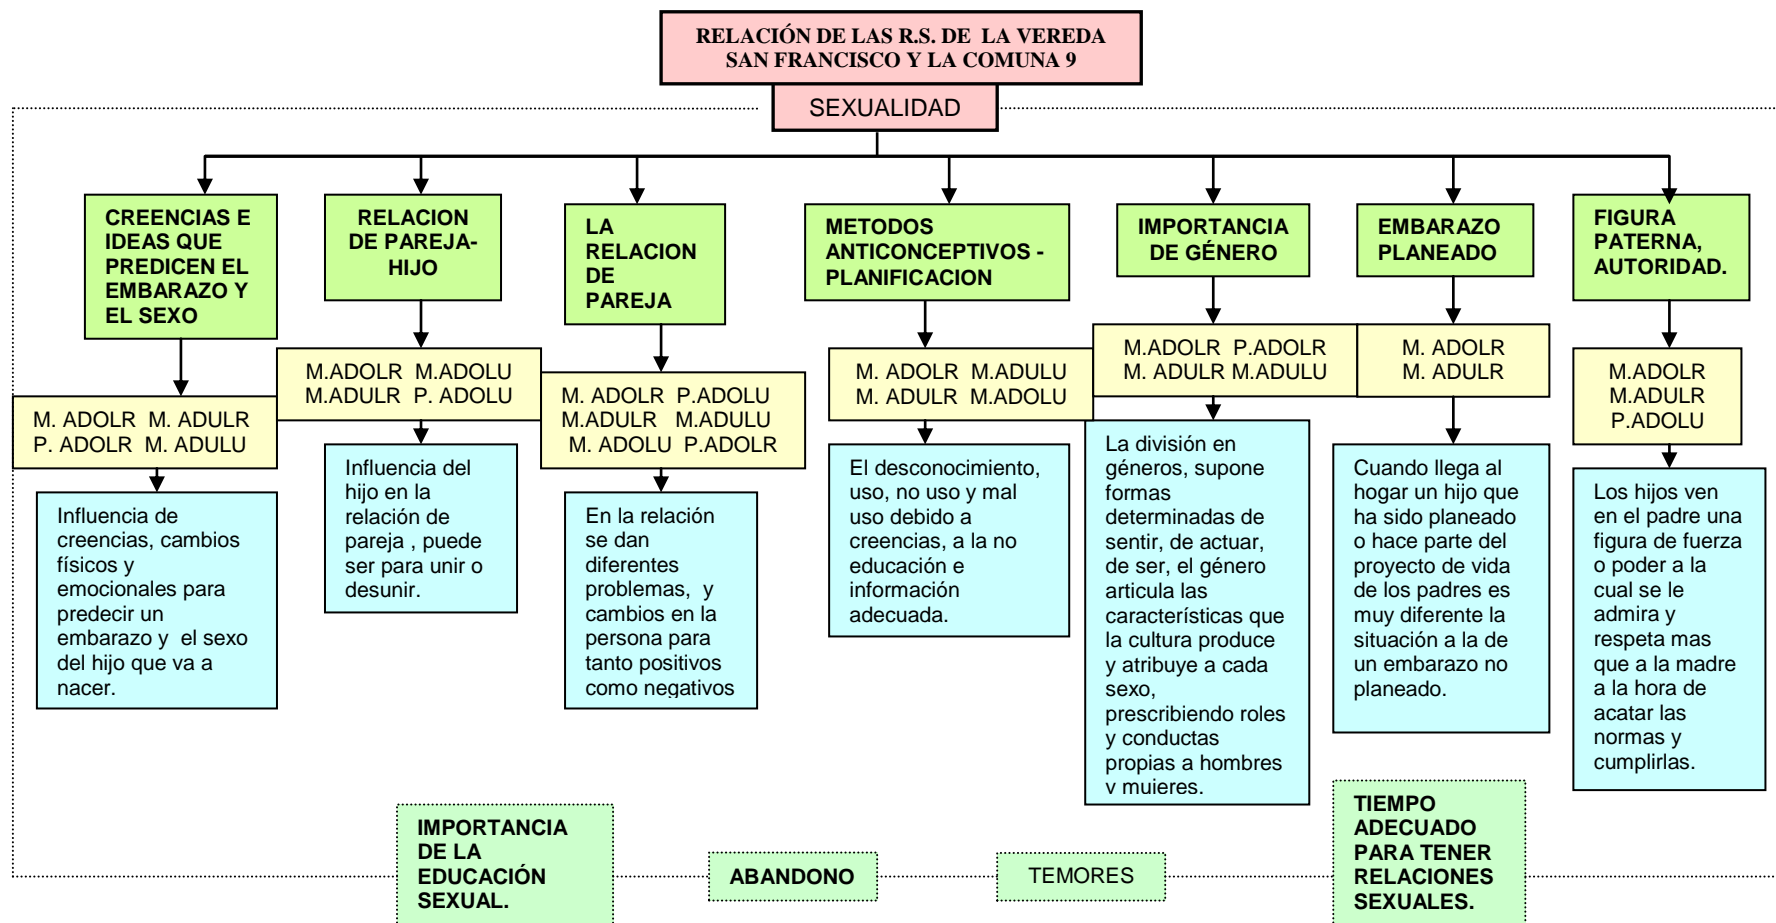 RELACIÓN DE LAS R.S. DE LA VEREDA
SAN FRANCISCO Y LA COMUNA 9
SEXUALIDAD
CREENCIAS E
IDEAS QUE
PREDICEN EL
EMBARAZO Y
EL SEXO
RELACION
DE PAREJA-
HIJO
LA
RELACION
DE
PAREJA
METODOS
ANTICONCEPTIVOS -
PLANIFICACION
IMPORTANCIA
DE GÉNERO
EMBARAZO
PLANEADO
FIGURA
PATERNA,
AUTORIDAD.
M. ADOLR M. ADULR
P. ADOLR M. ADULU
M.ADOLR M.ADOLU
M.ADULR P. ADOLU
M. ADOLR P.ADOLU
M.ADULR M.ADULU
M. ADOLU P.ADOLR
M. ADOLR M.ADULU
M. ADULR M.ADOLU
M.ADOLR P.ADOLR
M. ADULR M.ADULU
M. ADOLR
M. ADULR
M.ADOLR
M.ADULR
P.ADOLU
Influencia de
creencias, cambios
físicos y
emocionales para
predecir un
embarazo y el sexo
del hijo que va a
nacer.
Influencia del
hijo en la
relación de
pareja , puede
ser para unir o
desunir.
En la relación
se dan
diferentes
problemas, y
cambios en la
persona para
tanto positivos
como negativos
El desconocimiento,
uso, no uso y mal
uso debido a
creencias, a la no
educación e
información
adecuada.
La división en
géneros, supone
formas
determinadas de
sentir, de actuar,
de ser, el género
articula las
características que
la cultura produce
y atribuye a cada
sexo,
prescribiendo roles
y conductas
propias a hombres
y mujeres.
Cuando llega al
hogar un hijo que
ha sido planeado
o hace parte del
proyecto de vida
de los padres es
muy diferente la
situación a la de
un embarazo no
planeado.
Los hijos ven
en el padre una
figura de fuerza
o poder a la
cual se le
admira y
respeta mas
que a la madre
a la hora de
acatar las
normas y
cumplirlas.
IMPORTANCIA
DE LA
EDUCACIÓN
SEXUAL.
ABANDONO
TEMORES
TIEMPO
ADECUADO
PARA TENER
RELACIONES
SEXUALES.